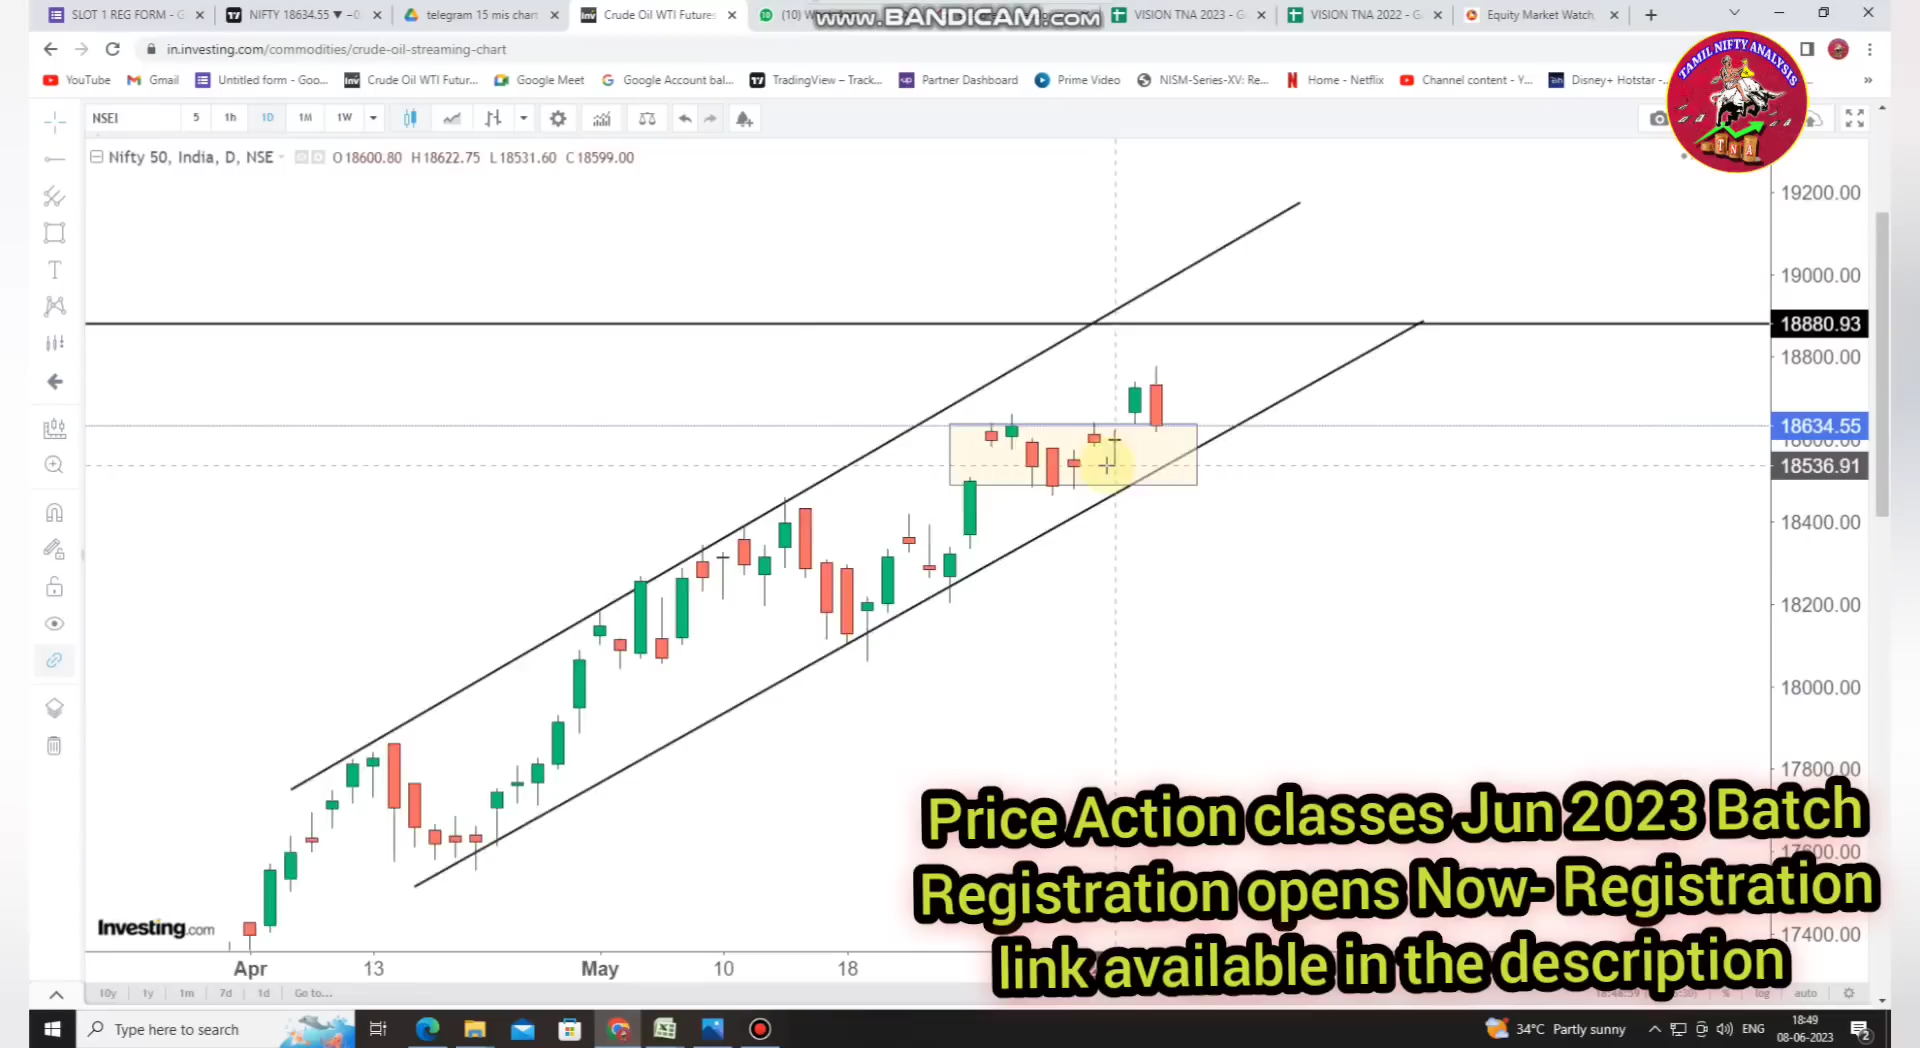 SLOT 1 REG FORM - G
NIFTY 18634.55 ▼ −0
telegram 15 mis chart
Crude Oil WTI Futures
(10) W
www.BANDICAM.com
VISION TNA 2023 - G
VISION TNA 2022 - G
Equity Market Watch
in.investing.com/commodities/crude-oil-streaming-chart
YouTube
Gmail
Untitled form - Goo...
Crude Oil WTI Futur...
Google Meet
Google Account bal...
TradingView – Track...
Partner Dashboard
Prime Video
NISM-Series-XV: Re...
Home - Netflix
Channel content - Y...
Disney+ Hotstar -
TAMIL NIFTY ANALYSIS
TNA
NSEI
5
1h
1D
1M
1W
Nifty 50, India, D, NSE
O 18600.80 H 18622.75 L 18531.60 C 18599.00
19200.00
19000.00
18880.93
18800.00
18634.55
18600.00
18536.91
18400.00
18200.00
18000.00
17800.00
17600.00
17400.00
Price Action classes Jun 2023 Batch
Registration opens Now- Registration
link available in the description
Investing.com
Apr
13
May
10
18
10y
1y
1m
7d
1d
Go to...
%
log
auto
Type here to search
34°C Partly sunny
ENG
18:49
08-06-2023
2